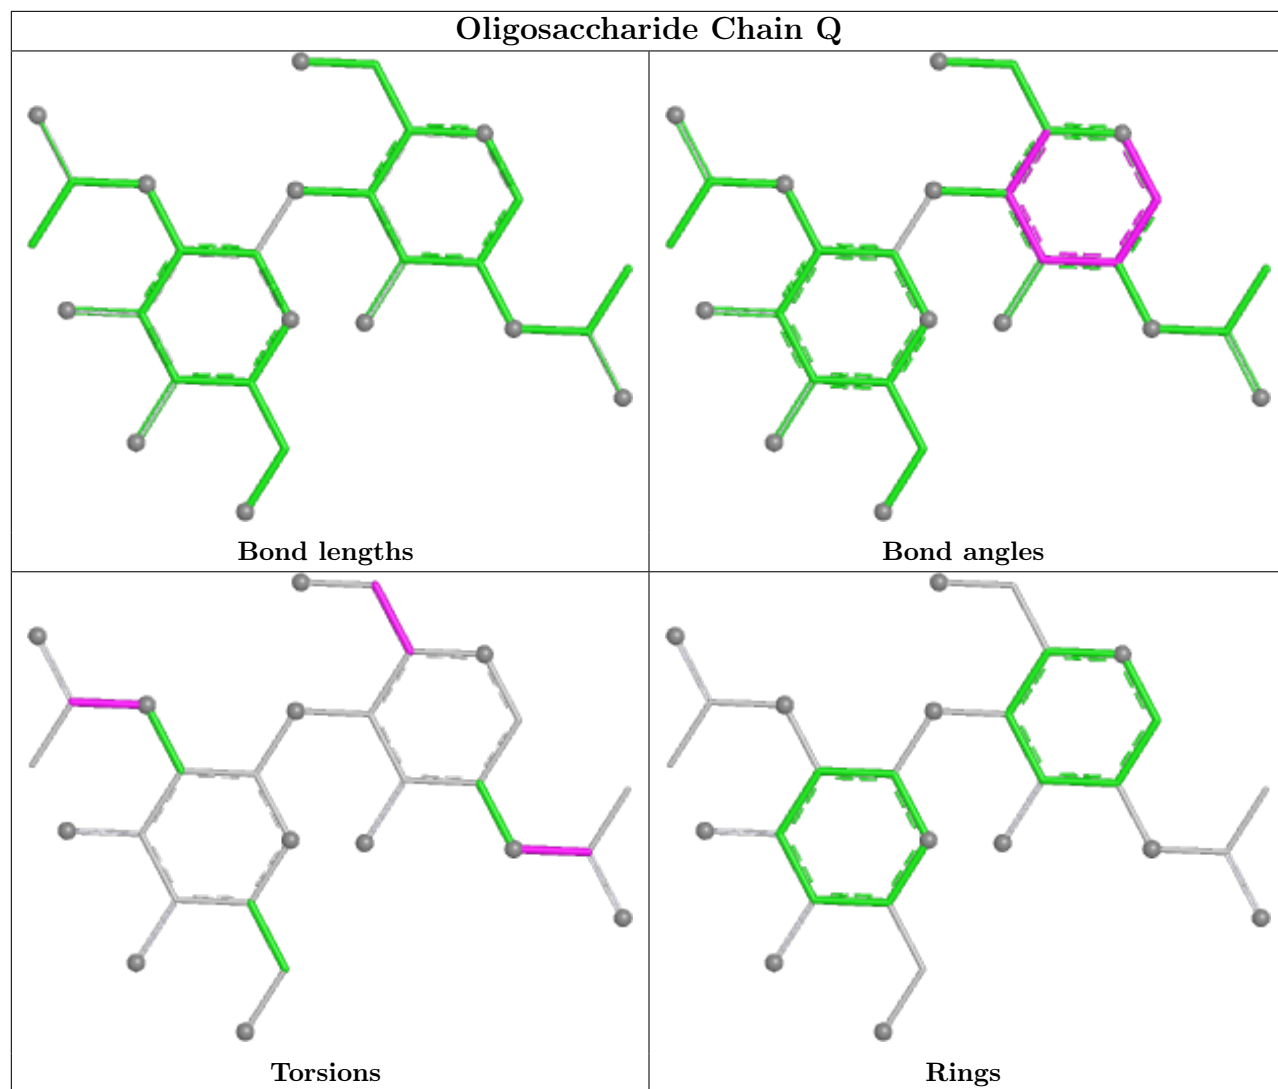 Oligosaccharide Chain Q
Bond lengths
Bond angles
Torsions
Rings